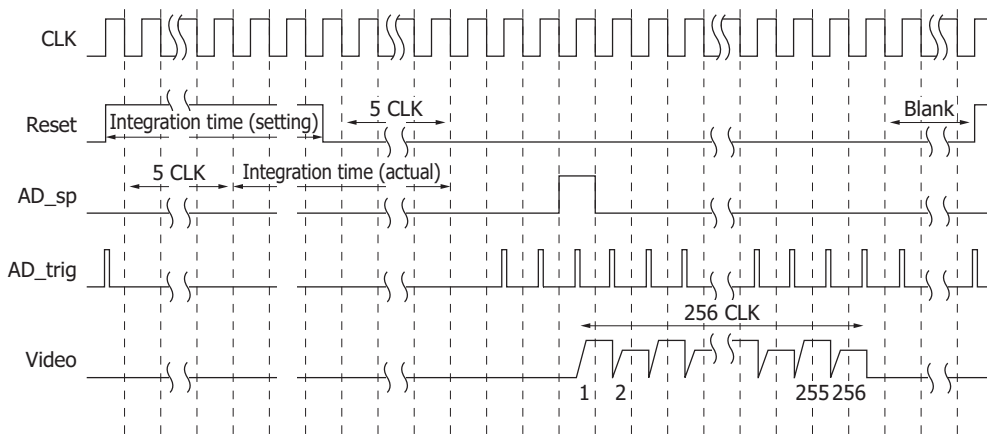 CLK
Reset
Integration time (setting)
5 CLK
Blank
5 CLK
Integration time (actual)
AD_sp
AD_trig
256 CLK
Video
1 2 255 256